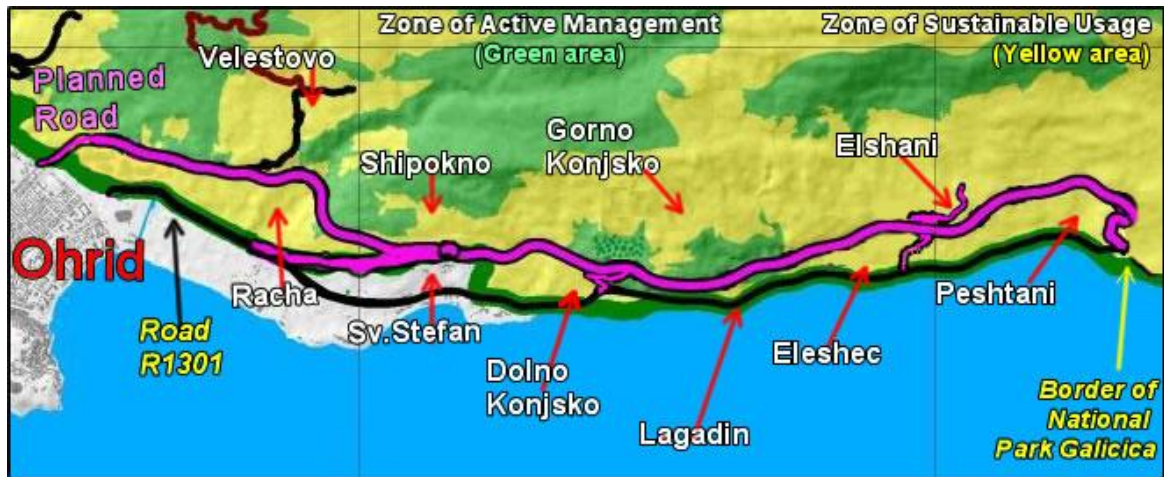 Zone of Active Management
(Green area)
Zone of Sustainable Usage
(Yellow area)
Velestovo
Planned
Road
Shipokno
Gorno
Konjsko
Elshani
Ohrid
Racha
Road
R1301
Sv.Stefan
Dolno
Konjsko
Lagadin
Eleshec
Peshtani
Border of
National
Park Galicica